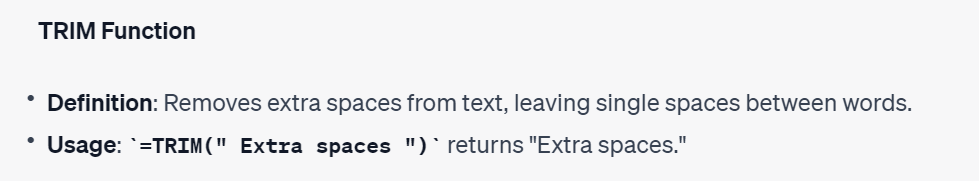 TRIM Function
• Definition: Removes extra spaces from text, leaving single spaces between words.
• Usage: `=TRIM(" Extra spaces ")` returns "Extra spaces."